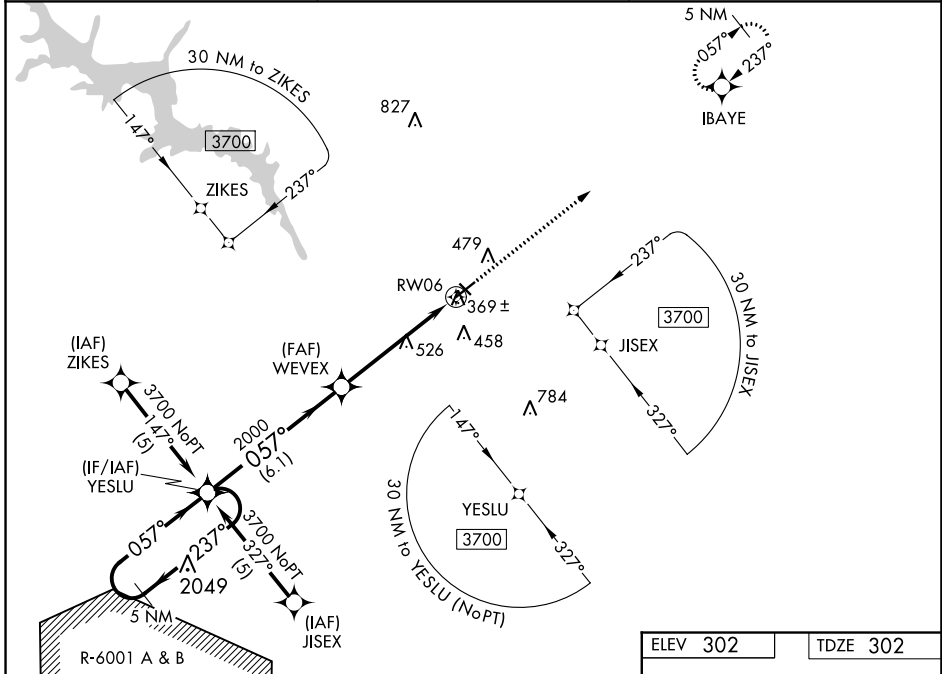 5 NM
057°
237°
IBAYE
30 NM to ZIKES
147°
3700
237°
ZIKES
827
479
RW06
369 ±
458
526
237°
30 NM to JISEX
3700
JISEX
327°
(FAF)
WEVEX
(IAF)
ZIKES
3700 NoPT
147°
(5)
2000
057°
(6.1)
784
147°
YESLU
30 NM to YESLU (NoPT)
3700
327°
(IF/IAF)
YESLU
057°
237°
3700 NoPT
327°
(5)
2049
5 NM
(IAF)
JISEX
R-6001 A & B
ELEV 302
TDZE 302